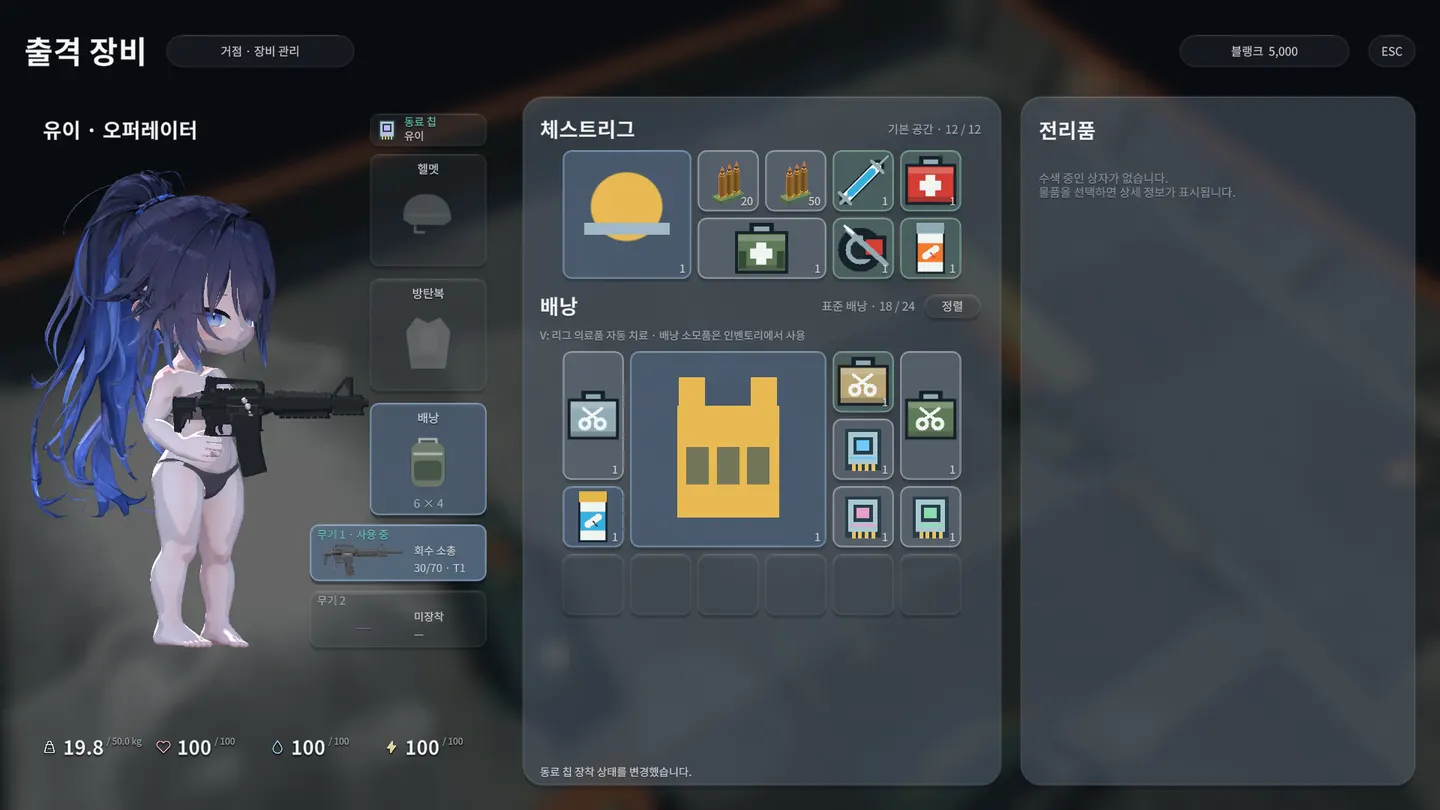 출격 장비
거점 · 장비 관리
블랭크 5,000
ESC
유이 · 오퍼레이터
동료 칩
유이
헬멧
방탄복
배낭
6 × 4
무기 1 · 사용 중
회수 소총
30/70 · T1
무기 2
미장착
—
19.8 / 50.0 kg
100 / 100
100 / 100
100 / 100
체스트리그
기본 공간 · 12 / 12
1
20
50
1
1
1
1
1
배낭
표준 배낭 · 18 / 24
정렬
V: 리그 의료품 자동 치료 · 배낭 소모품은 인벤토리에서 사용
1
1
1
1
1
1
1
1
동료 칩 장착 상태를 변경했습니다.
전리품
수색 중인 상자가 없습니다.
물품을 선택하면 상세 정보가 표시됩니다.